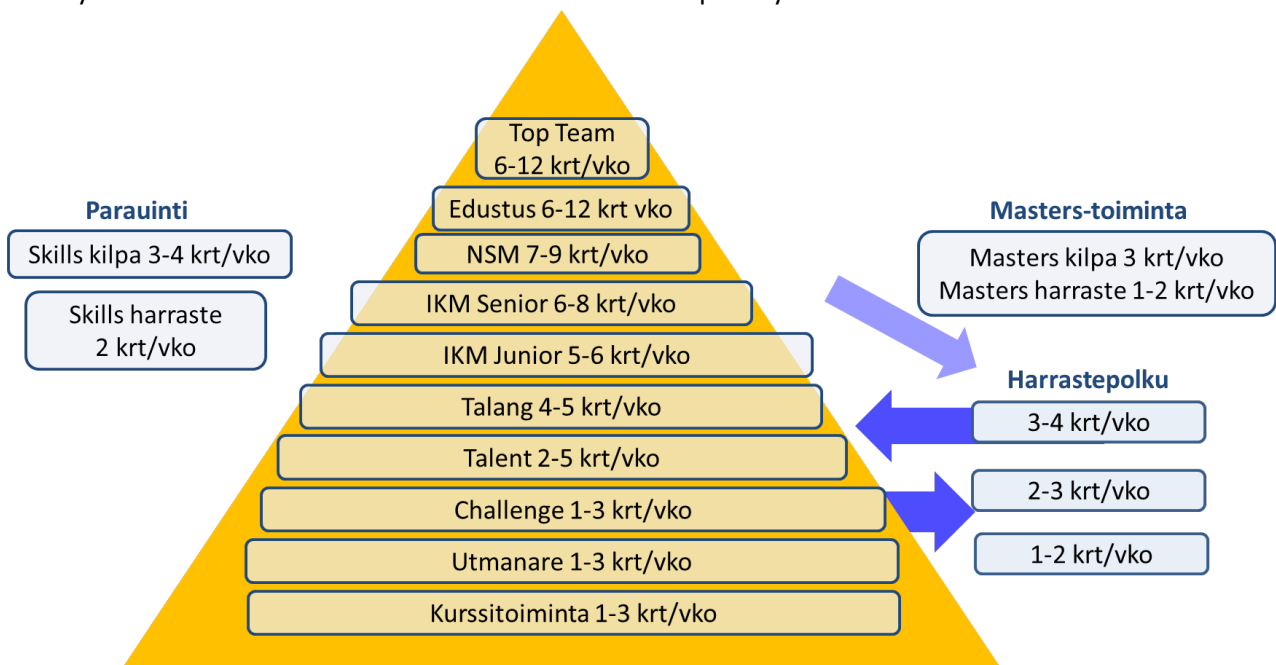 Top Team
6-12 krt/vko
Edustus 6-12 krt vko
NSM 7-9 krt/vko
IKM Senior 6-8 krt/vko
IKM Junior 5-6 krt/vko
Talang 4-5 krt/vko
Talent 2-5 krt/vko
Challenge 1-3 krt/vko
Utmanare 1-3 krt/vko
Kurssitoiminta 1-3 krt/vko
Parauinti
Skills kilpa 3-4 krt/vko
Skills harraste
2 krt/vko
Masters-toiminta
Masters kilpa 3 krt/vko
Masters harraste 1-2 krt/vko
Harrastepolku
3-4 krt/vko
2-3 krt/vko
1-2 krt/vko